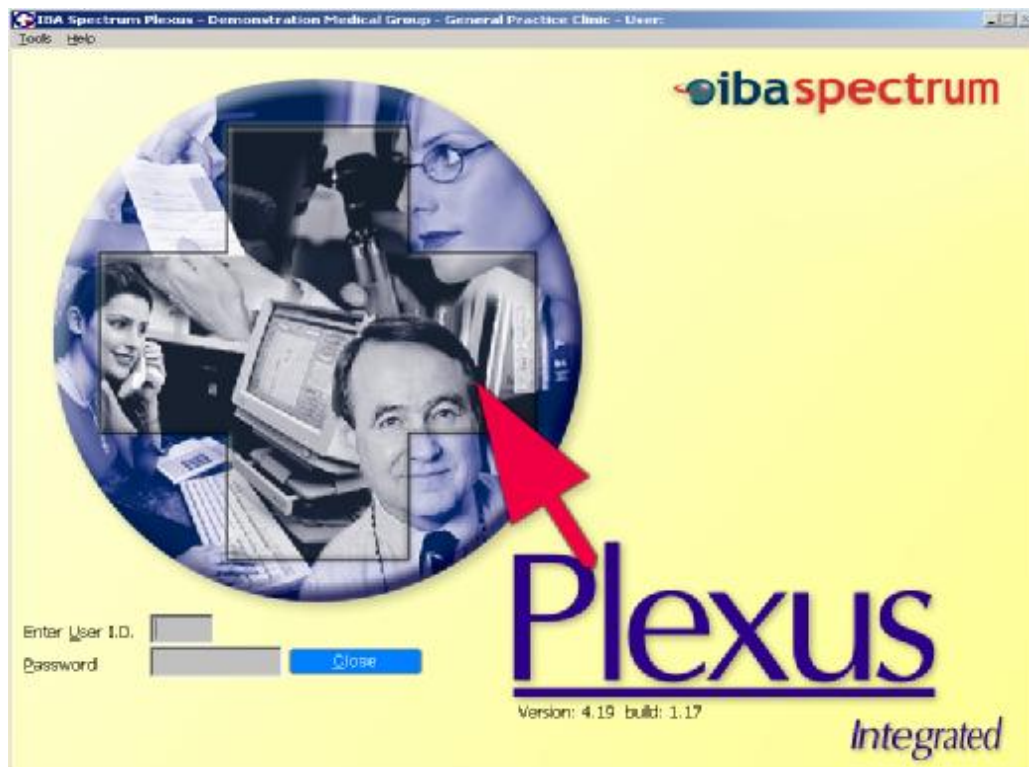 IBA Spectrum Plexus - Demonstration Medical Group - General Practice Clinic - User:
Tools Help
ibaspectrum
Enter User I.D.
Password Close
Plexus
Version: 4.19 build: 1.17
Integrated